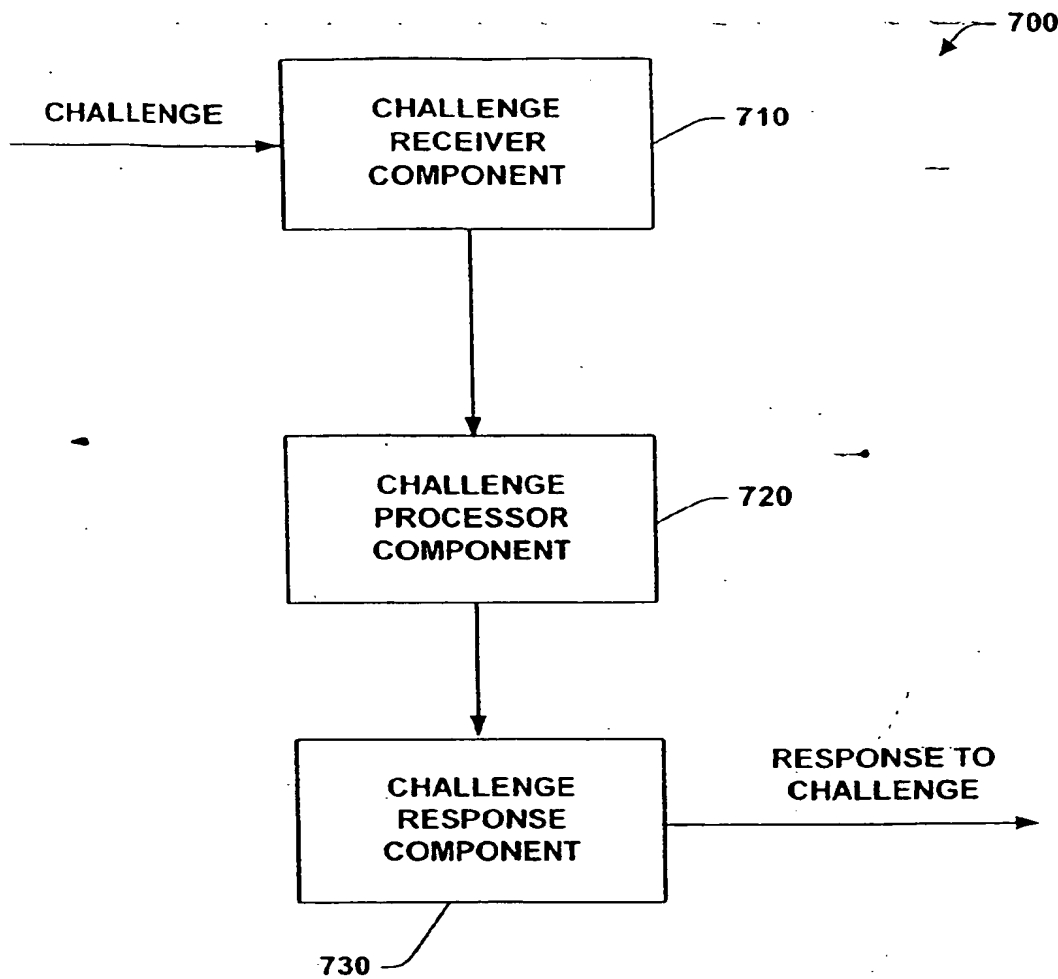 700
CHALLENGE
CHALLENGE
RECEIVER
COMPONENT
710
CHALLENGE
PROCESSOR
COMPONENT
720
CHALLENGE
RESPONSE
COMPONENT
730
RESPONSE TO
CHALLENGE